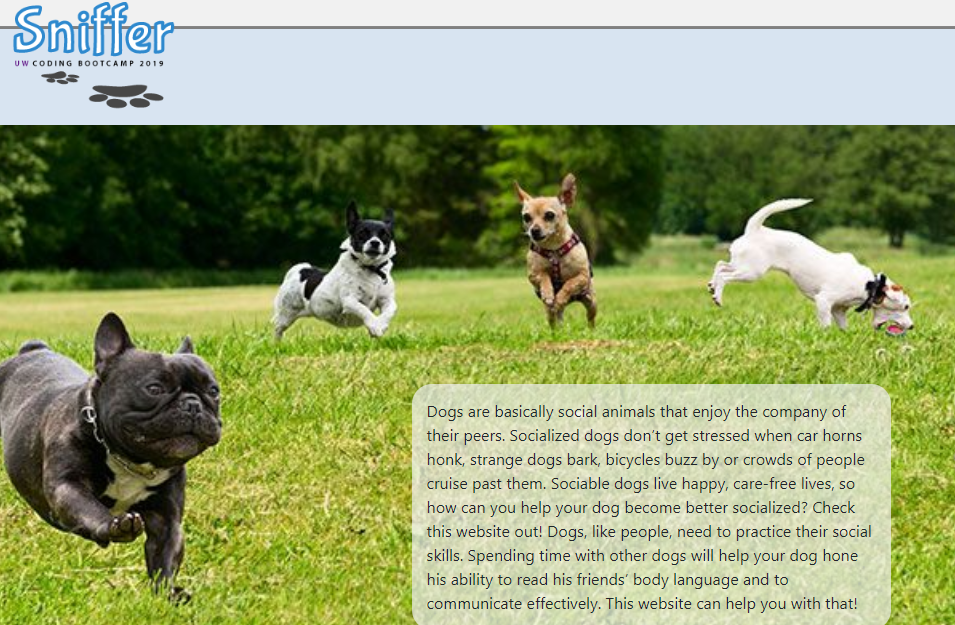 Sniffer
UW CODING BOOTCAMP 2019
Dogs are basically social animals that enjoy the company of
their peers. Socialized dogs don't get stressed when car horns
honk, strange dogs bark, bicycles buzz by or crowds of people
cruise past them. Sociable dogs live happy, care-free lives, so
how can you help your dog become better socialized? Check
this website out! Dogs, like people, need to practice their social
skills. Spending time with other dogs will help your dog hone
his ability to read his friends’ body language and to
communicate effectively. This website can help you with that!